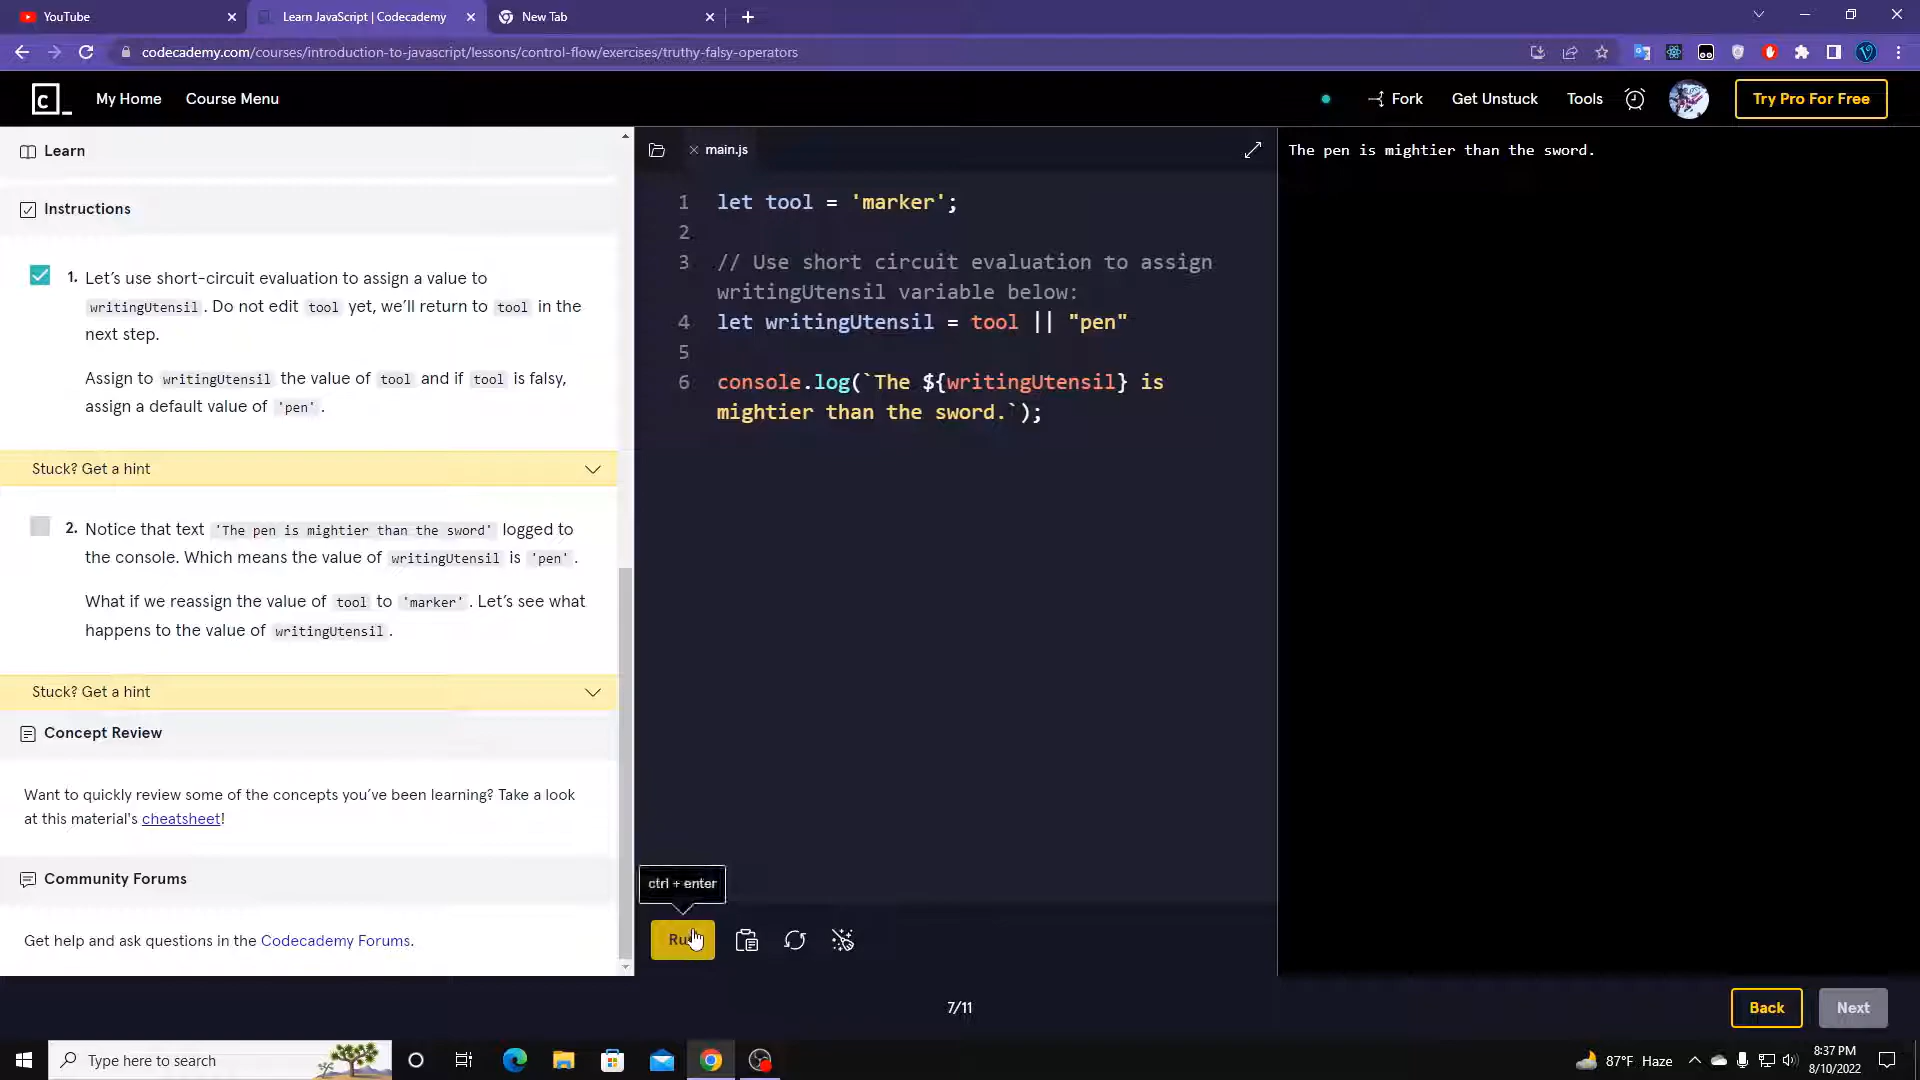 YouTube
Learn JavaScript | Codecademy
New Tab
codecademy.com/courses/introduction-to-javascript/lessons/control-flow/exercises/truthy-falsy-operators
c_
My Home
Course Menu
Fork
Get Unstuck
Tools
Try Pro For Free
Learn
Instructions
1. Let's use short-circuit evaluation to assign a value to
writingUtensil. Do not edit tool yet, we'll return to tool in the
next step.
Assign to writingUtensil the value of tool and if tool is falsy,
assign a default value of 'pen'.
Stuck? Get a hint
2. Notice that text 'The pen is mightier than the sword' logged to
the console. Which means the value of writingUtensil is 'pen'.
What if we reassign the value of tool to 'marker'. Let's see what
happens to the value of writingUtensil.
Stuck? Get a hint
Concept Review
Want to quickly review some of the concepts you've been learning? Take a look
at this material's cheatsheet!
Community Forums
Get help and ask questions in the Codecademy Forums.
main.js
1 let tool = 'marker';
2
3 // Use short circuit evaluation to assign
writingUtensil variable below:
4 let writingUtensil = tool || "pen"
5
6 console.log(`The ${writingUtensil} is
mightier than the sword.`);
ctrl + enter
Run
The pen is mightier than the sword.
7/11
Back
Next
Type here to search
87°F Haze
8:37 PM
8/10/2022